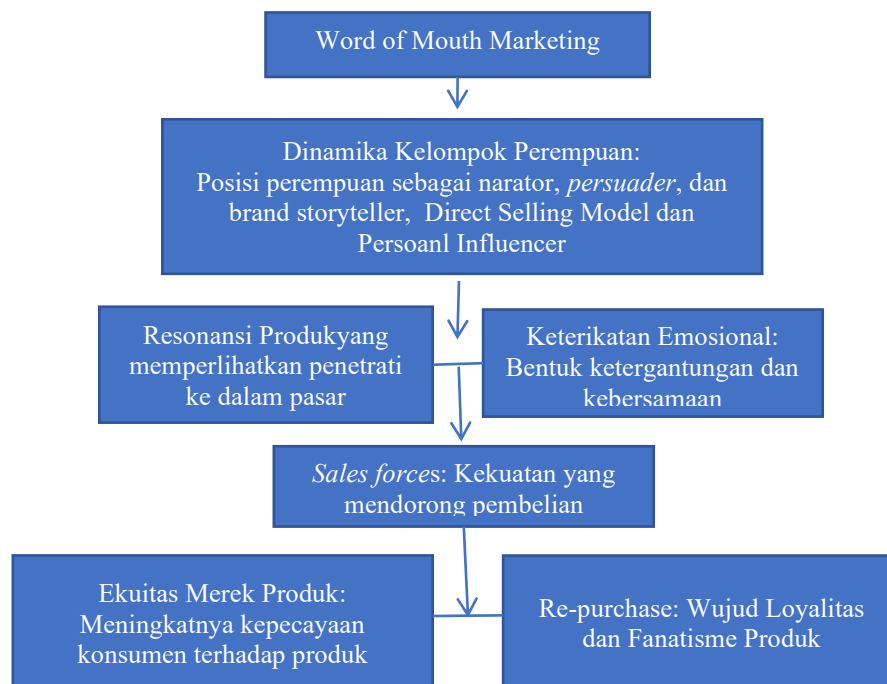 Word of Mouth Marketing
Dinamika Kelompok Perempuan:
Posisi perempuan sebagai narator, persuader, dan
brand storyteller,  Direct Selling Model dan
Persoanl Influencer
Resonansi Produkyang
memperlihatkan penetrati
ke dalam pasar
Keterikatan Emosional:
Bentuk ketergantungan dan
kebersamaan
Sales forces: Kekuatan yang
mendorong pembelian
Ekuitas Merek Produk:
Meningkatnya kepecayaan
konsumen terhadap produk
Re-purchase: Wujud Loyalitas
dan Fanatisme Produk